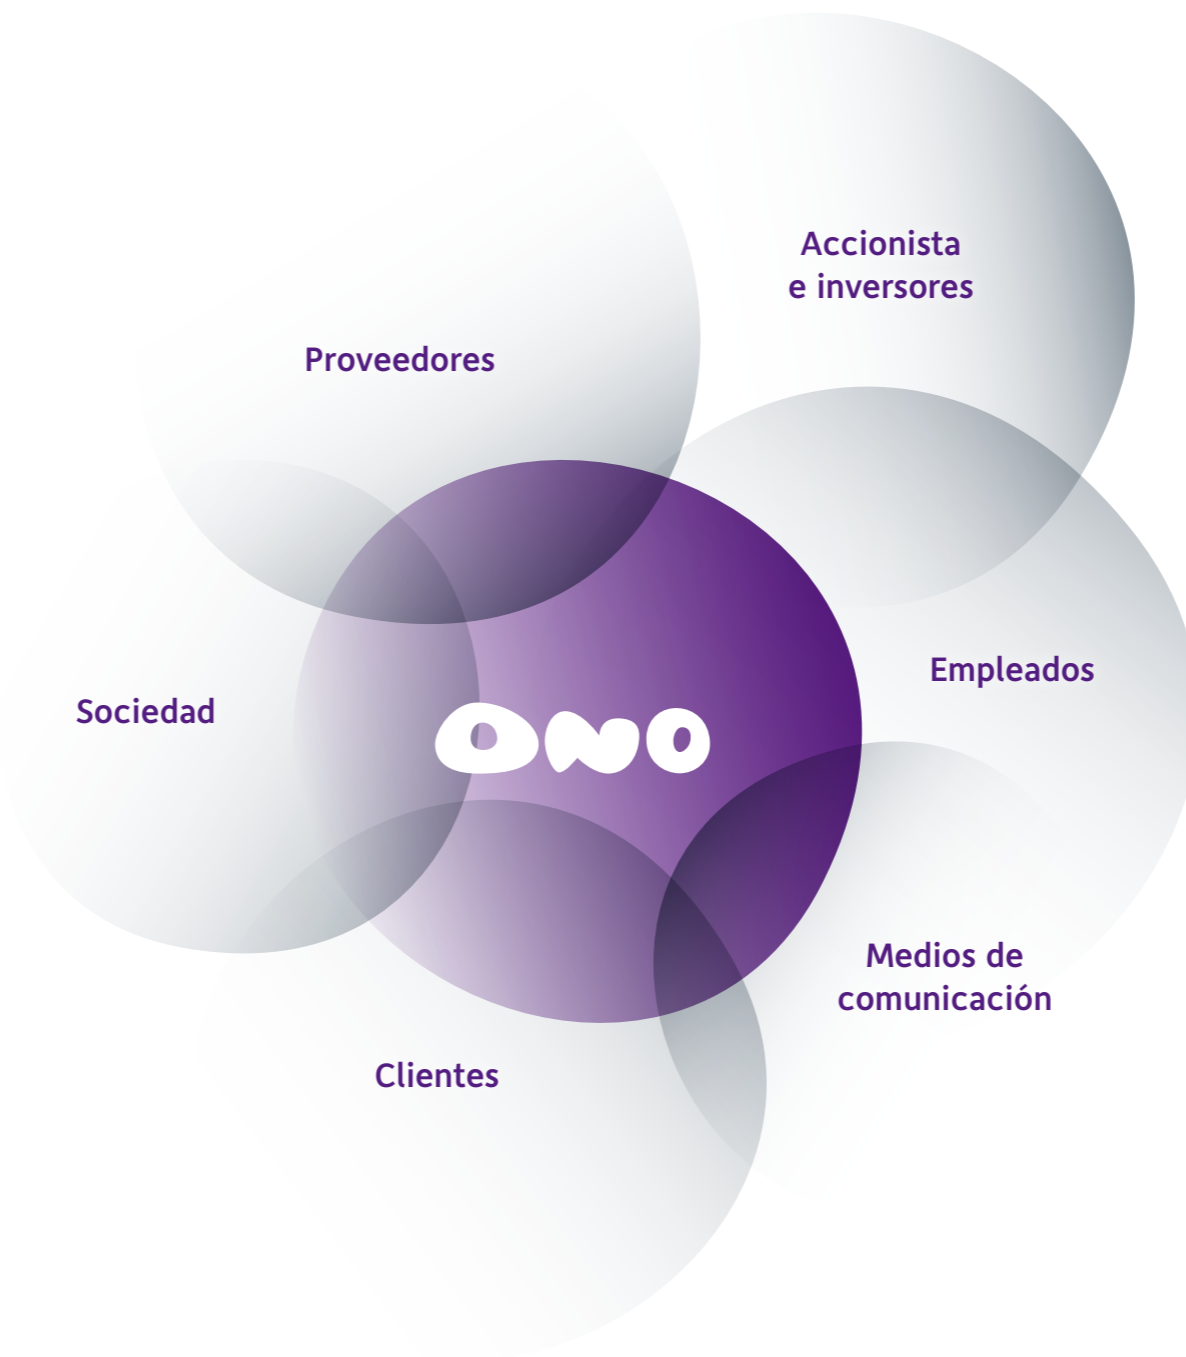 Accionista
e inversores
Proveedores
Empleados
Sociedad
ONO
Medios de
comunicación
Clientes